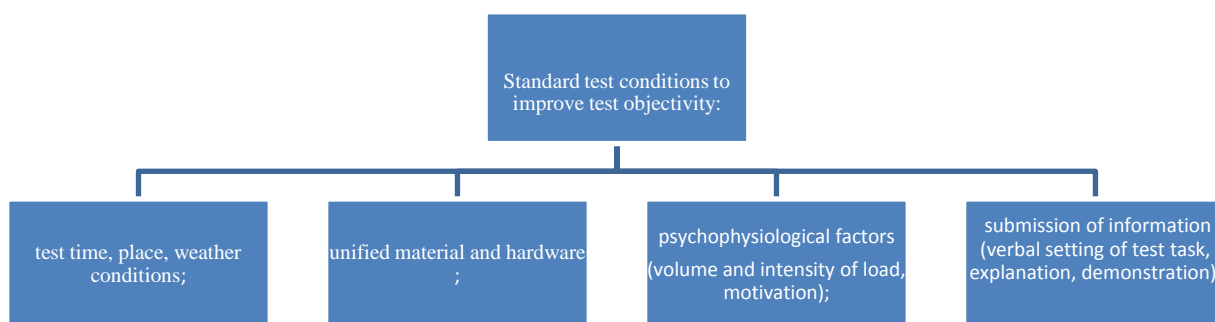 Standard test conditions to
improve test objectivity:
test time, place, weather
conditions;
unified material and hardware
;
psychophysiological factors
(volume and intensity of load,
motivation);
submission of information
(verbal setting of test task,
explanation, demonstration)